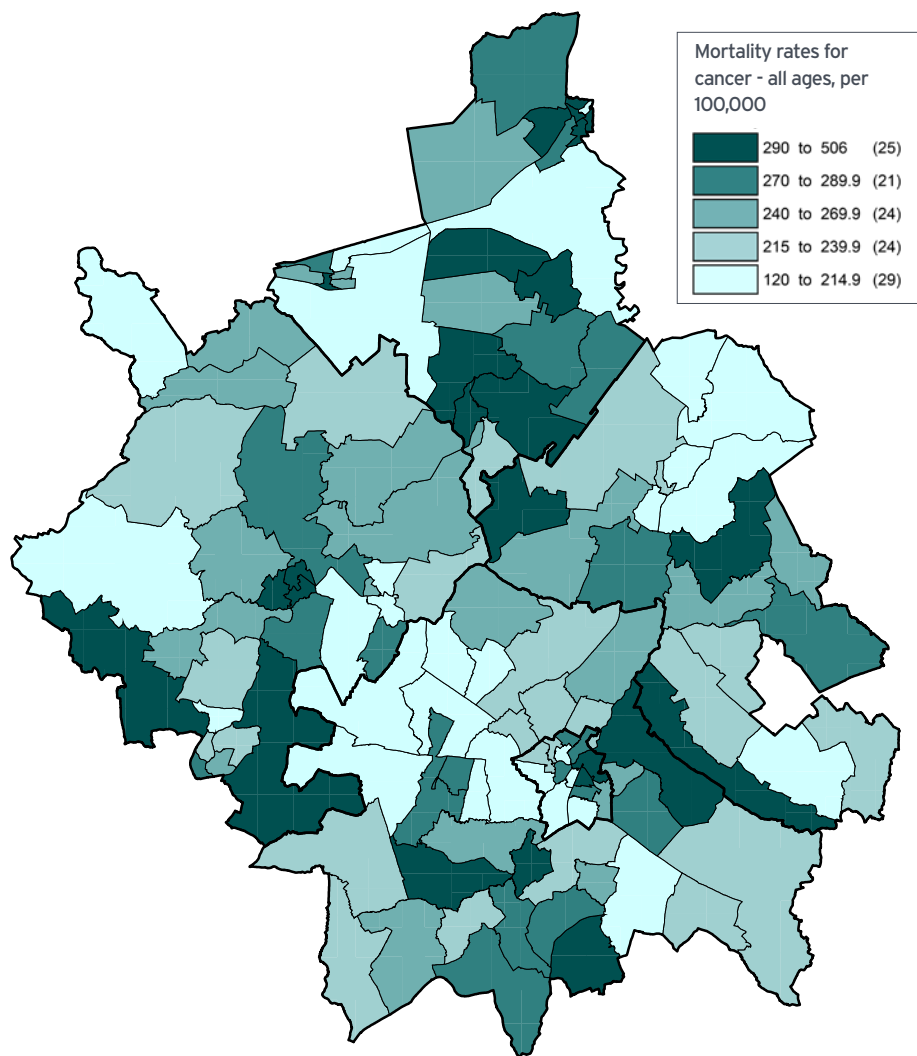 Mortality rates for
cancer - all ages, per
100,000
290 to 506 (25)
270 to 289.9 (21)
240 to 269.9 (24)
215 to 239.9 (24)
120 to 214.9 (29)